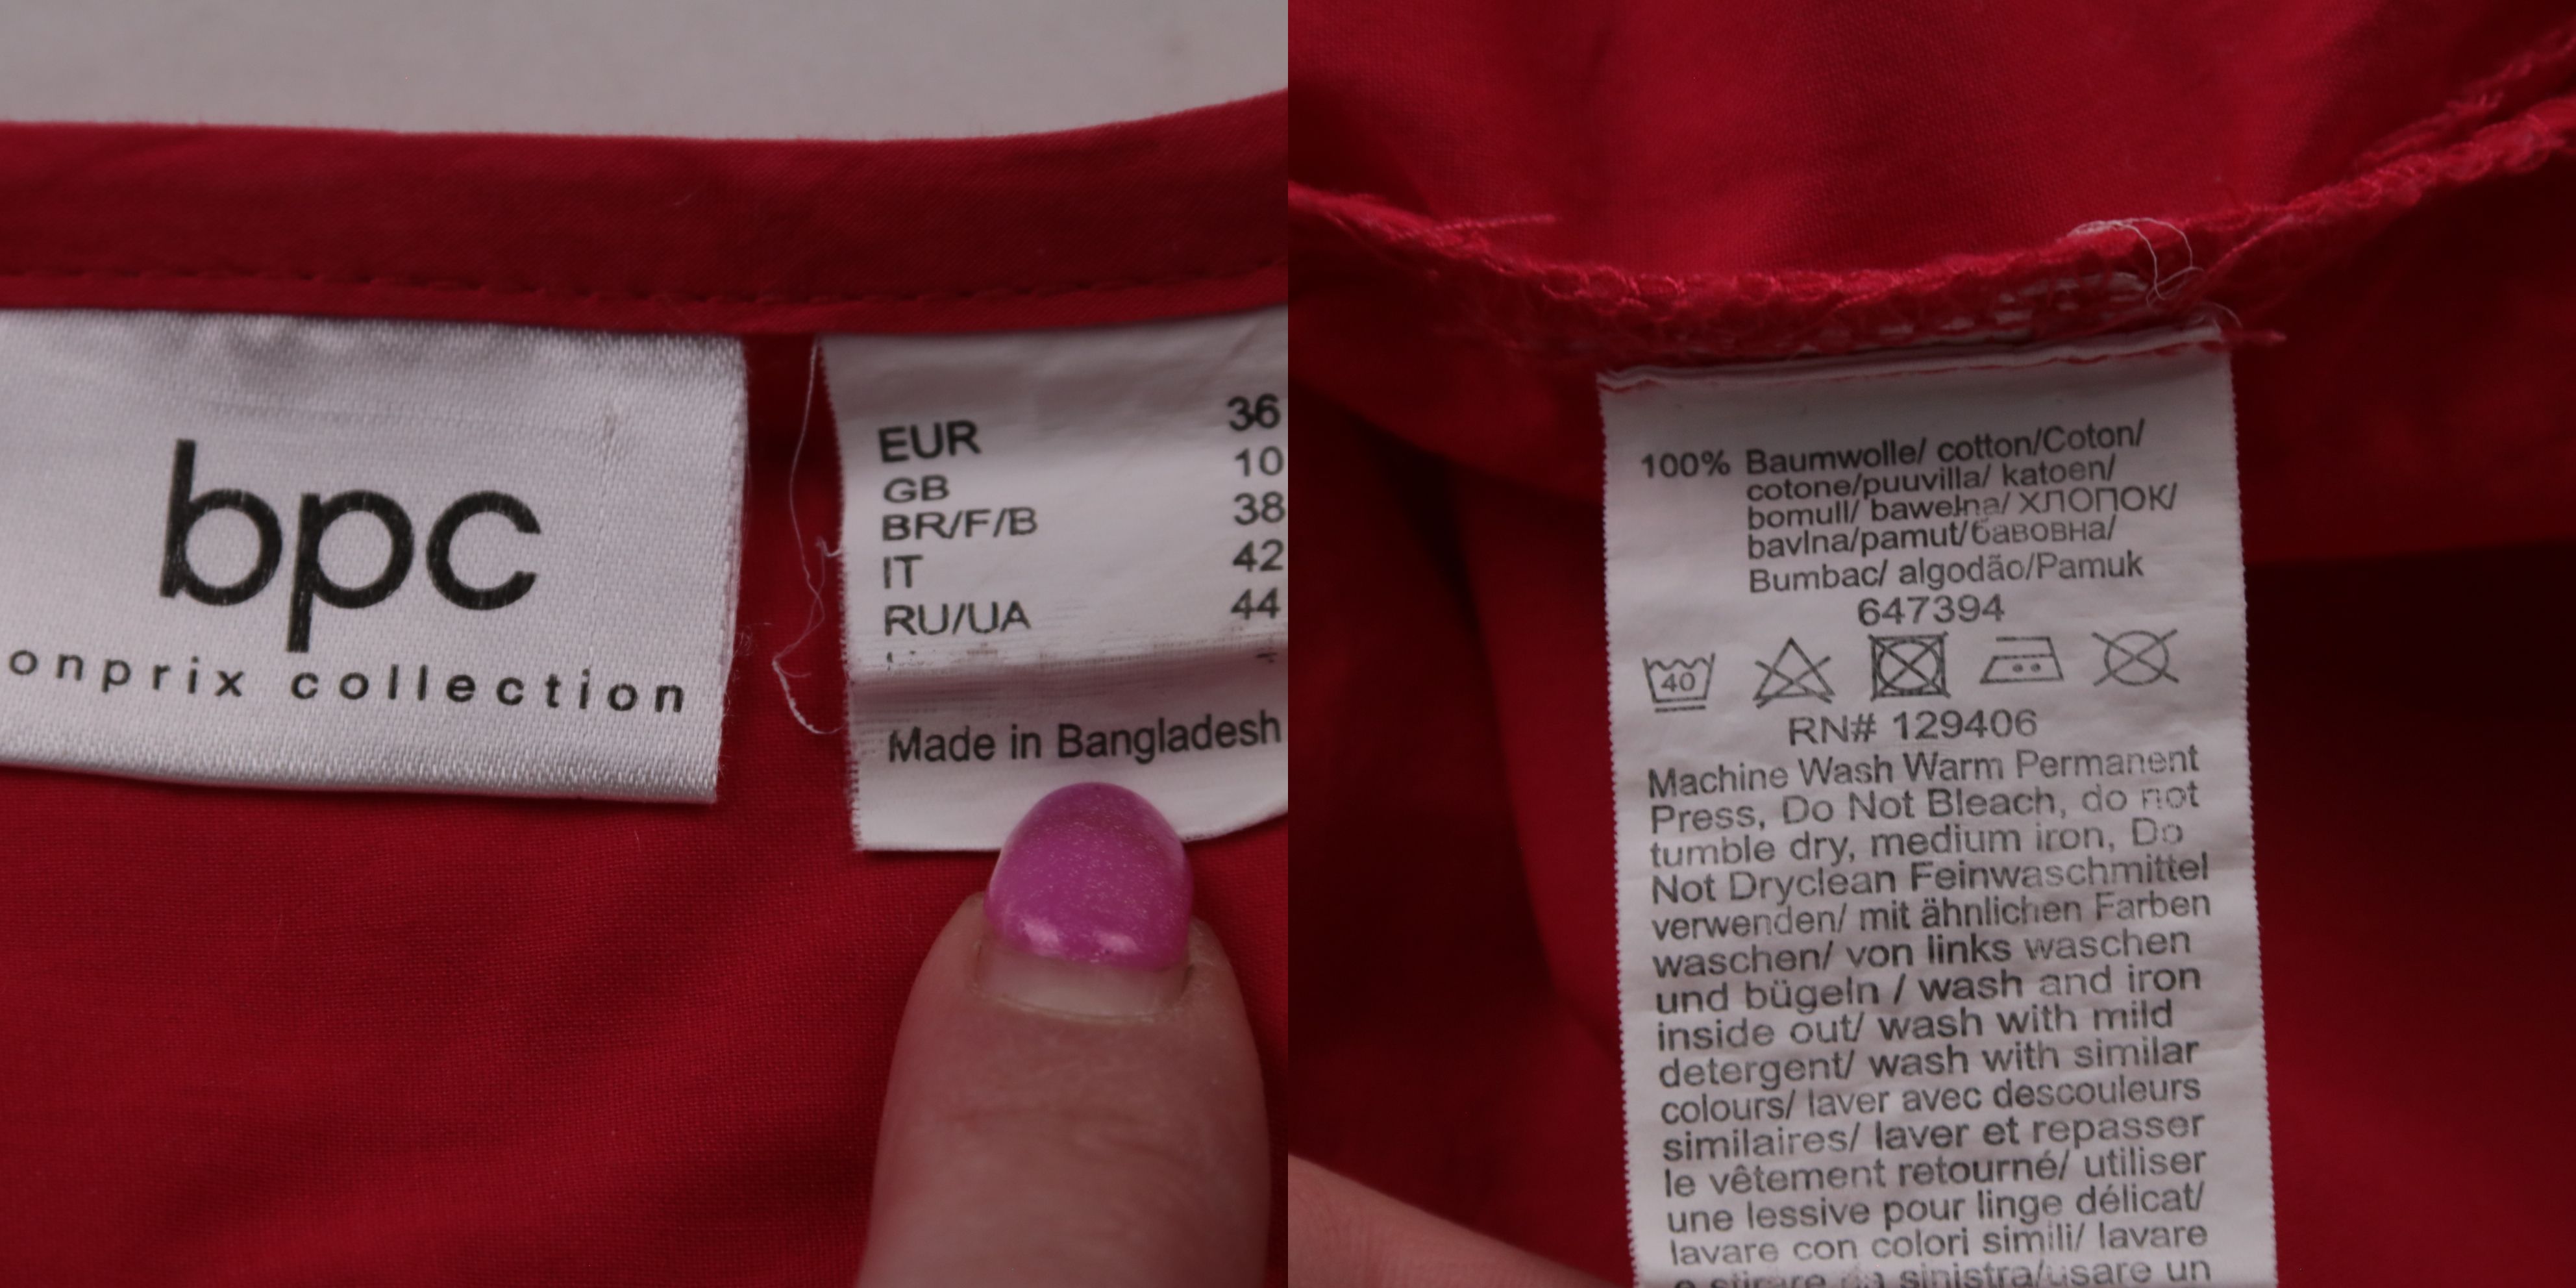 bpc
onprix collection
EUR 36
GB 10
BR/F/B 38
IT 42
RU/UA 44
Made in Bangladesh
100% Baumwolle/ cotton/Coton/
cotone/puuvilla/ katoen/
bomull/ bawełna/ ХЛОПОК/
bavlna/pamut/бавовна/
Bumbac/ algodão/Pamuk
647394
40
RN# 129406
Machine Wash Warm Permanent
Press, Do Not Bleach, do not
tumble dry, medium iron, Do
Not Dryclean Feinwaschmittel
verwenden/ mit ähnlichen Farben
waschen/ von links waschen
und bügeln / wash and iron
inside out/ wash with mild
detergent/ wash with similar
colours/ laver avec descouleurs
similaires/ laver et repasser
le vêtement retourné/ utiliser
une lessive pour linge délicat/
lavare con colori simili/ lavare
e stirare da sinistra/usare un